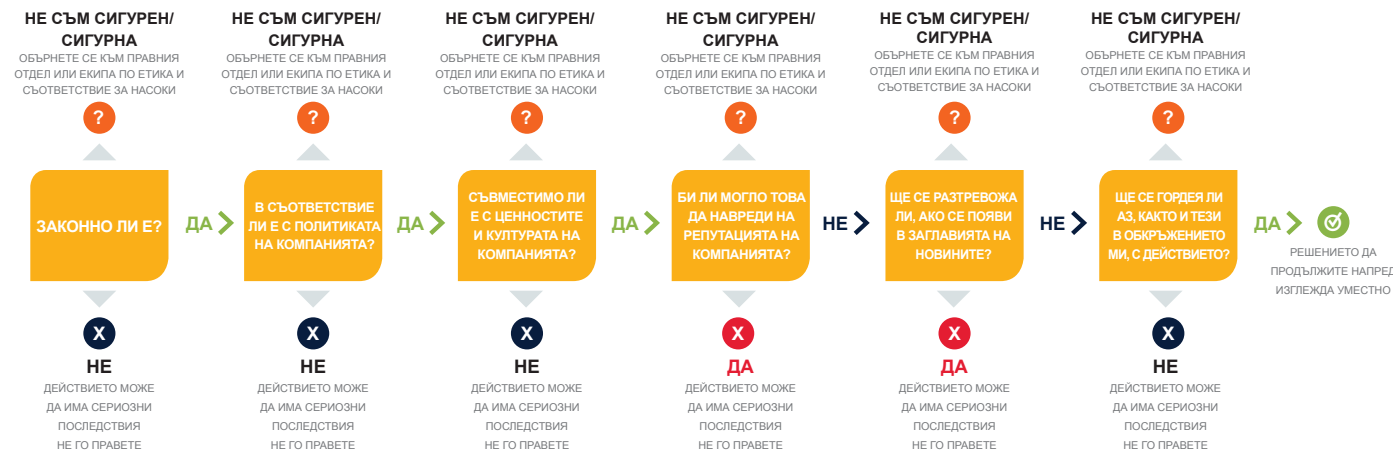 НЕ СЪМ СИГУРЕН/
СИГУРНА
ОБЪРНЕТЕ СЕ КЪМ ПРАВНИЯ
ОТДЕЛ ИЛИ ЕКИПА ПО ЕТИКА И
СЪОТВЕТСТВИЕ ЗА НАСОКИ
?
ЗАКОННО ЛИ Е?
X
НЕ
ДЕЙСТВИЕТО МОЖЕ
ДА ИМА СЕРИОЗНИ
ПОСЛЕДСТВИЯ
НЕ ГО ПРАВЕТЕ
ДА
НЕ СЪМ СИГУРЕН/
СИГУРНА
ОБЪРНЕТЕ СЕ КЪМ ПРАВНИЯ
ОТДЕЛ ИЛИ ЕКИПА ПО ЕТИКА И
СЪОТВЕТСТВИЕ ЗА НАСОКИ
?
В СЪОТВЕТСТВИЕ
ЛИ Е С ПОЛИТИКАТА
НА КОМПАНИЯТА?
X
НЕ
ДЕЙСТВИЕТО МОЖЕ
ДА ИМА СЕРИОЗНИ
ПОСЛЕДСТВИЯ
НЕ ГО ПРАВЕТЕ
ДА
НЕ СЪМ СИГУРЕН/
СИГУРНА
ОБЪРНЕТЕ СЕ КЪМ ПРАВНИЯ
ОТДЕЛ ИЛИ ЕКИПА ПО ЕТИКА И
СЪОТВЕТСТВИЕ ЗА НАСОКИ
?
СЪВМЕСТИМО ЛИ
Е С ЦЕННОСТИТЕ
И КУЛТУРАТА НА
КОМПАНИЯТА?
X
НЕ
ДЕЙСТВИЕТО МОЖЕ
ДА ИМА СЕРИОЗНИ
ПОСЛЕДСТВИЯ
НЕ ГО ПРАВЕТЕ
ДА
НЕ СЪМ СИГУРЕН/
СИГУРНА
ОБЪРНЕТЕ СЕ КЪМ ПРАВНИЯ
ОТДЕЛ ИЛИ ЕКИПА ПО ЕТИКА И
СЪОТВЕТСТВИЕ ЗА НАСОКИ
?
БИ ЛИ МОГЛО ТОВА
ДА НАВРЕДИ НА
РЕПУТАЦИЯТА НА
КОМПАНИЯТА?
X
ДА
ДЕЙСТВИЕТО МОЖЕ
ДА ИМА СЕРИОЗНИ
ПОСЛЕДСТВИЯ
НЕ ГО ПРАВЕТЕ
НЕ
НЕ СЪМ СИГУРЕН/
СИГУРНА
ОБЪРНЕТЕ СЕ КЪМ ПРАВНИЯ
ОТДЕЛ ИЛИ ЕКИПА ПО ЕТИКА И
СЪОТВЕТСТВИЕ ЗА НАСОКИ
?
ЩЕ СЕ РАЗТРЕВОЖА
ЛИ, АКО СЕ ПОЯВИ
В ЗАГЛАВИЯТА НА
НОВИНИТЕ?
X
ДА
ДЕЙСТВИЕТО МОЖЕ
ДА ИМА СЕРИОЗНИ
ПОСЛЕДСТВИЯ
НЕ ГО ПРАВЕТЕ
НЕ
НЕ СЪМ СИГУРЕН/
СИГУРНА
ОБЪРНЕТЕ СЕ КЪМ ПРАВНИЯ
ОТДЕЛ ИЛИ ЕКИПА ПО ЕТИКА И
СЪОТВЕТСТВИЕ ЗА НАСОКИ
?
ЩЕ СЕ ГОРДЕЯ ЛИ
АЗ, КАКТО И ТЕЗИ
В ОБКРЪЖЕНИЕТО
МИ, С ДЕЙСТВИЕТО?
X
НЕ
ДЕЙСТВИЕТО МОЖЕ
ДА ИМА СЕРИОЗНИ
ПОСЛЕДСТВИЯ
НЕ ГО ПРАВЕТЕ
ДА
РЕШЕНИЕТО ДА
ПРОДЪЛЖИТЕ НАПРЕД
ИЗГЛЕЖДА УМЕСТНО